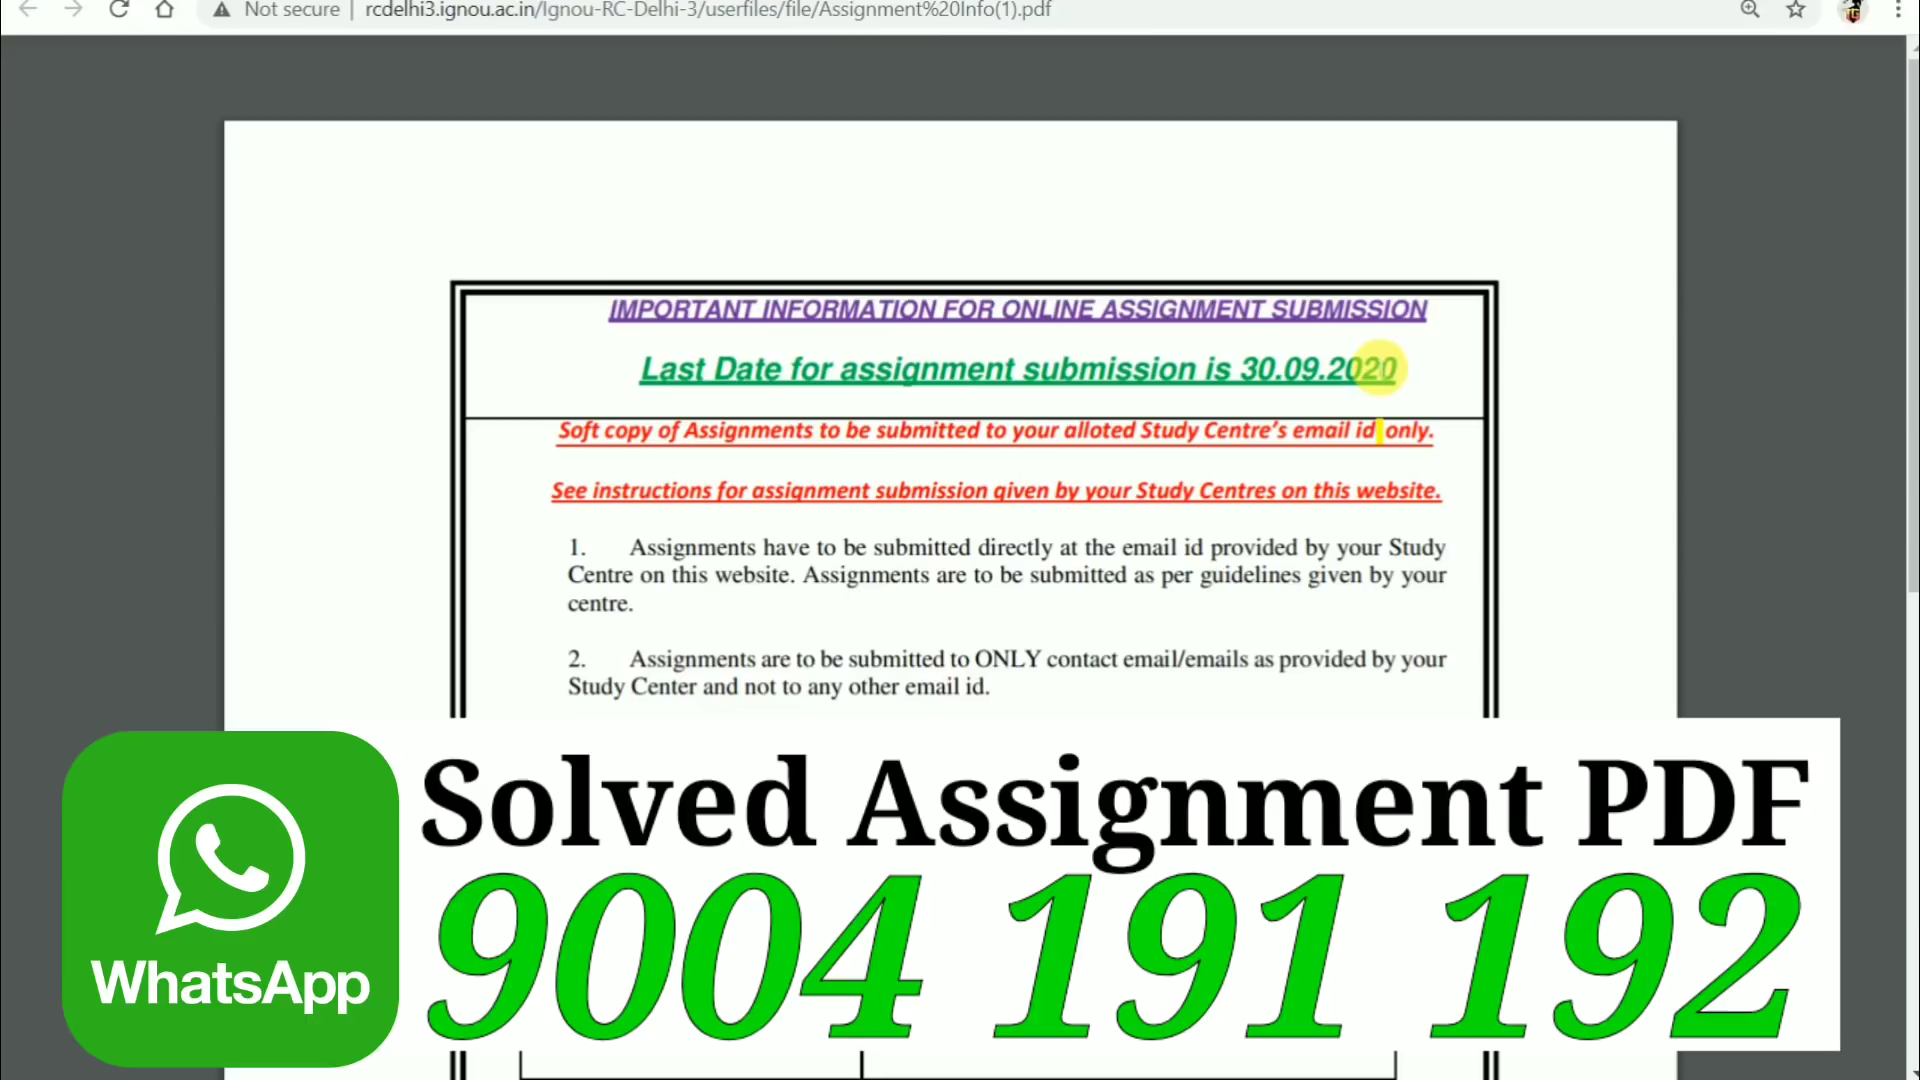 Not secure | rcdelhi3.ignou.ac.in/Ignou-RC-Delhi-3/userfiles/file/Assignment%20Info(1).pdf
IMPORTANT INFORMATION FOR ONLINE ASSIGNMENT SUBMISSION
Last Date for assignment submission is 30.09.2020
Soft copy of Assignments to be submitted to your alloted Study Centre's email id only.
See instructions for assignment submission given by your Study Centres on this website.
1. Assignments have to be submitted directly at the email id provided by your Study
Centre on this website. Assignments are to be submitted as per guidelines given by your
centre.
2. Assignments are to be submitted to ONLY contact email/emails as provided by your
Study Center and not to any other email id.
Solved Assignment PDF
9004 191 192
WhatsApp